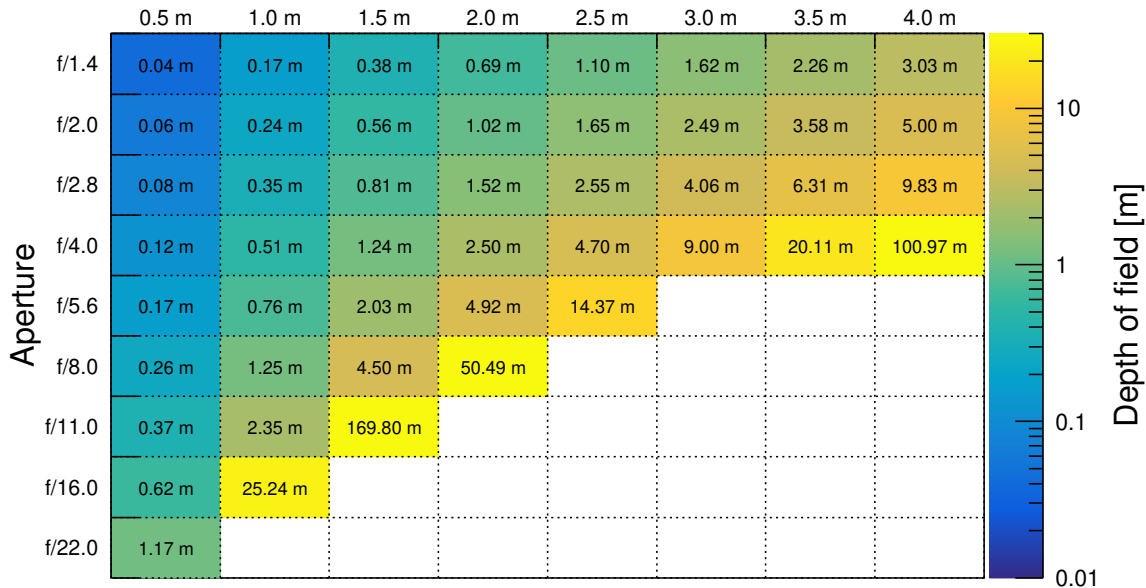 0.5 m 1.0 m 1.5 m 2.0 m 2.5 m 3.0 m 3.5 m 4.0 m
f/1.4 0.04 m 0.17 m 0.38 m 0.69 m 1.10 m 1.62 m 2.26 m 3.03 m
f/2.0 0.06 m 0.24 m 0.56 m 1.02 m 1.65 m 2.49 m 3.58 m 5.00 m
f/2.8 0.08 m 0.35 m 0.81 m 1.52 m 2.55 m 4.06 m 6.31 m 9.83 m
f/4.0 0.12 m 0.51 m 1.24 m 2.50 m 4.70 m 9.00 m 20.11 m 100.97 m
f/5.6 0.17 m 0.76 m 2.03 m 4.92 m 14.37 m
f/8.0 0.26 m 1.25 m 4.50 m 50.49 m
f/11.0 0.37 m 2.35 m 169.80 m
f/16.0 0.62 m 25.24 m
f/22.0 1.17 m
Aperture
10
1
0.1
0.01
Depth of field [m]